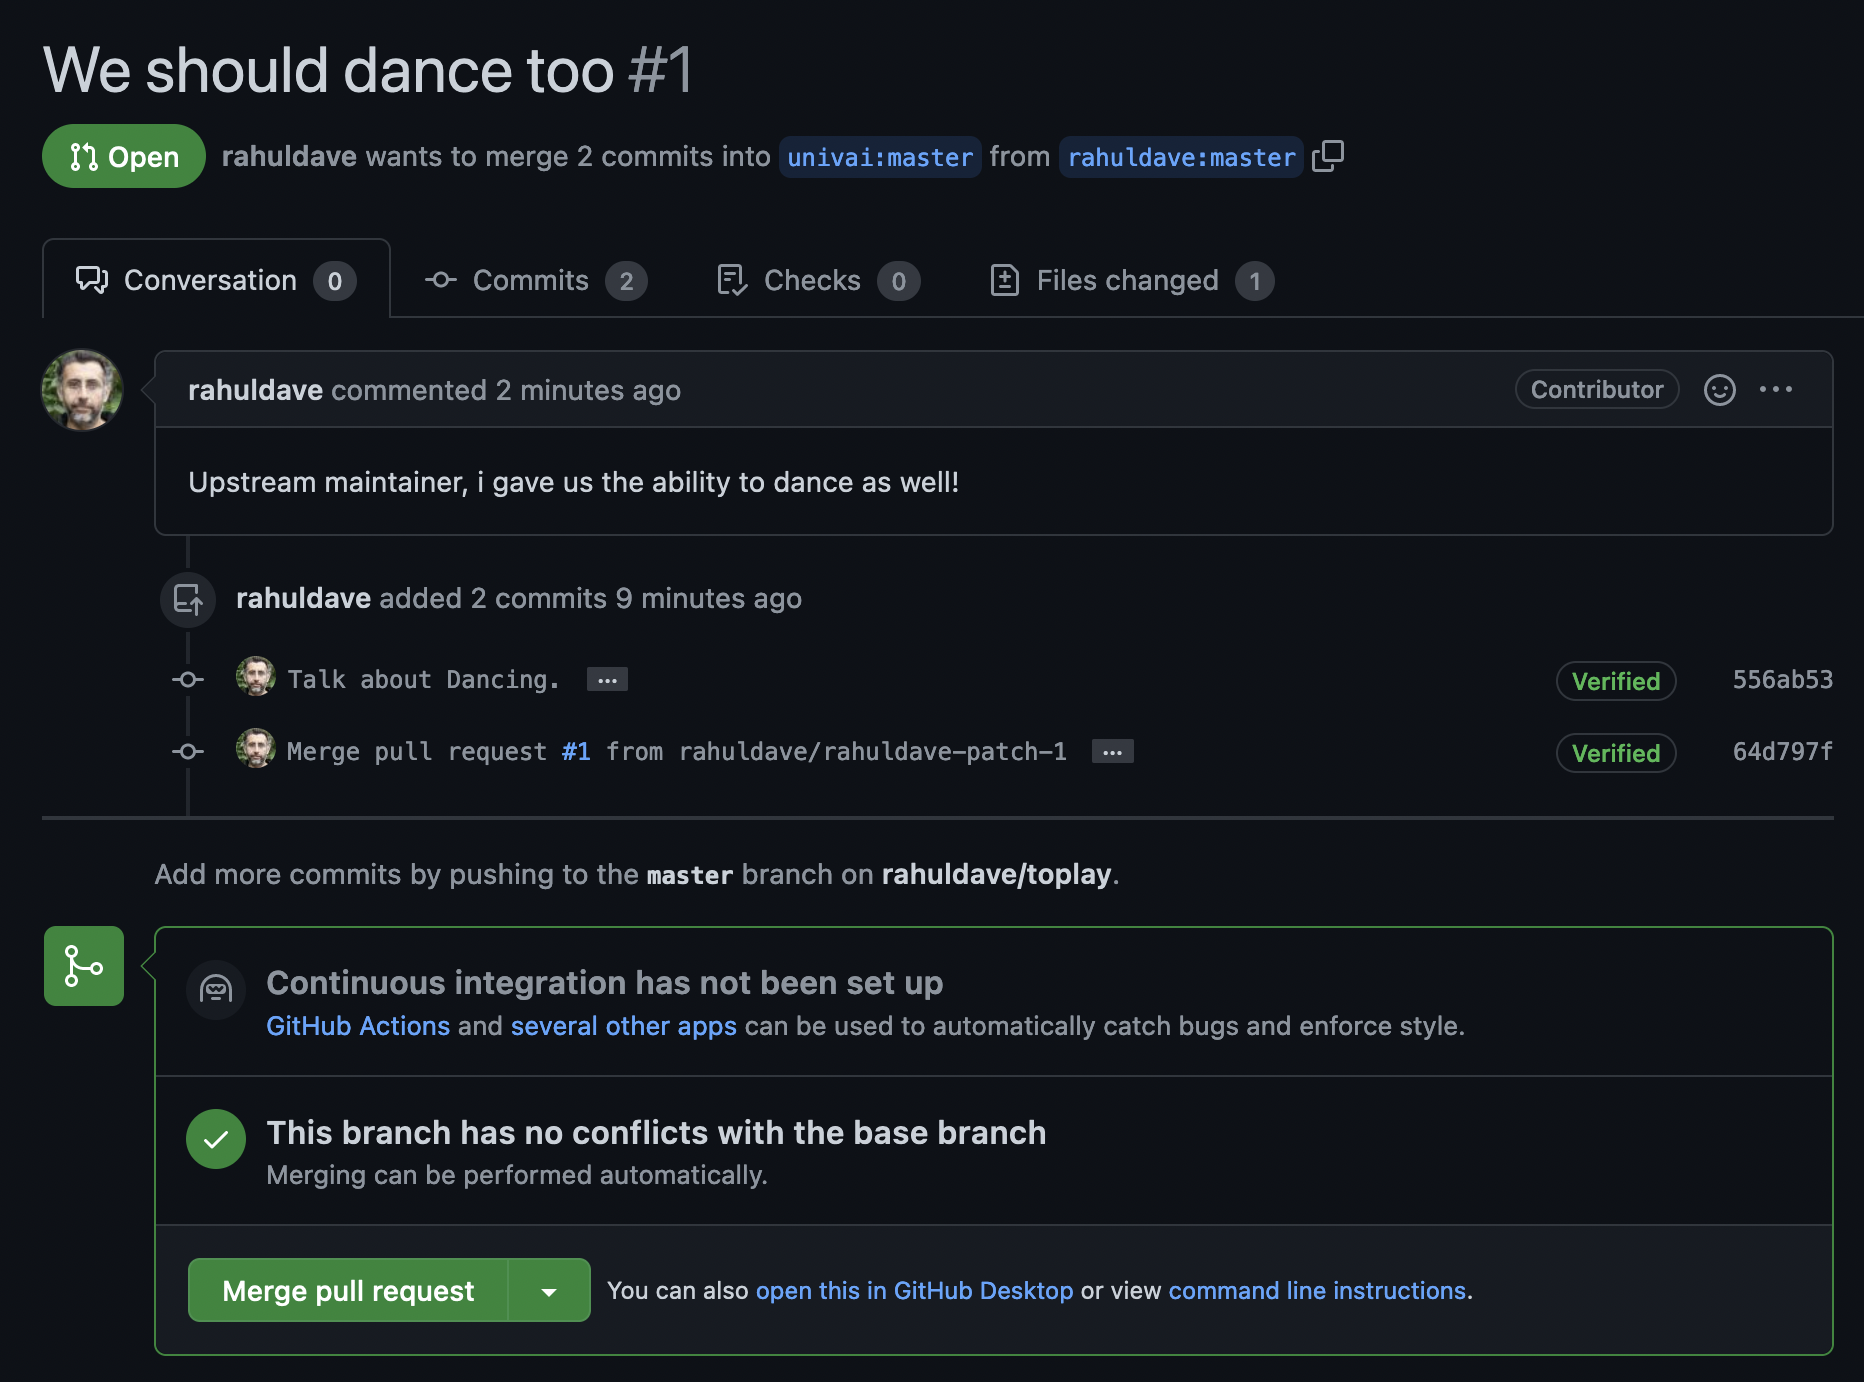 We should dance too #1
Open rahuldave wants to merge 2 commits into univai:master from rahuldave:master
Conversation 0 Commits 2 Checks 0 Files changed 1
rahuldave commented 2 minutes ago Contributor
Upstream maintainer, i gave us the ability to dance as well!
rahuldave added 2 commits 9 minutes ago
Talk about Dancing. … Verified 556ab53
Merge pull request #1 from rahuldave/rahuldave-patch-1 … Verified 64d797f
Add more commits by pushing to the master branch on rahuldave/toplay.
Continuous integration has not been set up
GitHub Actions and several other apps can be used to automatically catch bugs and enforce style.
This branch has no conflicts with the base branch
Merging can be performed automatically.
Merge pull request You can also open this in GitHub Desktop or view command line instructions.